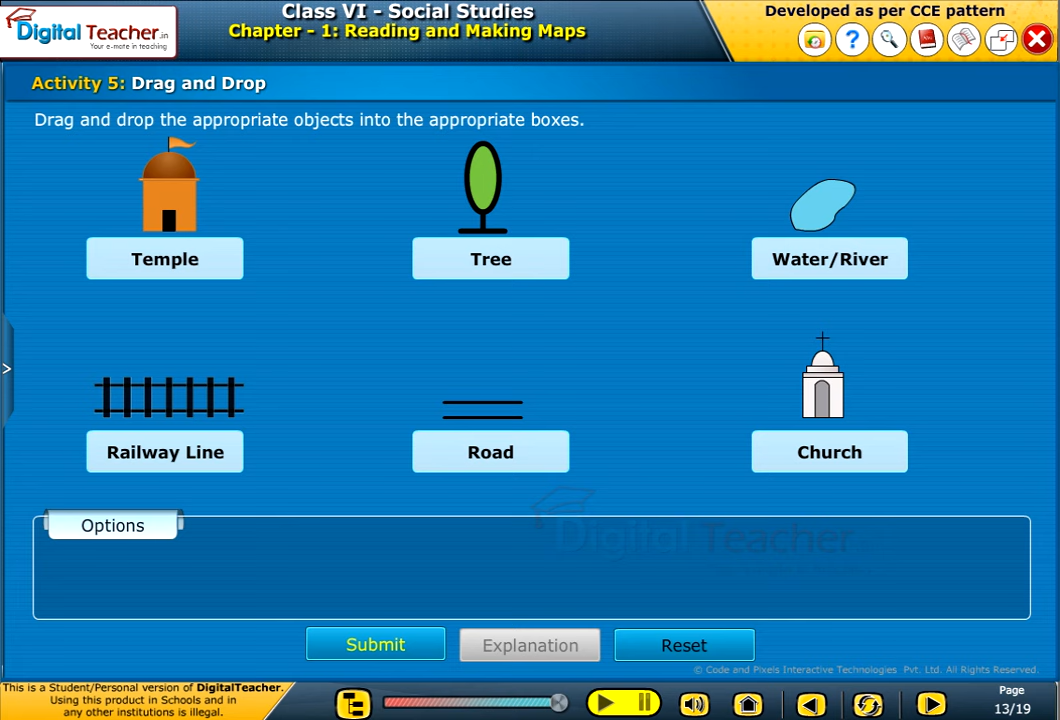 Digital Teacher.in
Your e-mate in teaching
Class VI - Social Studies
Chapter - 1: Reading and Making Maps
Developed as per CCE pattern
?
Activity 5: Drag and Drop
Drag and drop the appropriate objects into the appropriate boxes.
Temple
Tree
Water/River
>
Railway Line
Road
Church
Options
Digital Teacher
Submit
Explanation
Reset
© Code and Pixels Interactive Technologies Pvt. Ltd. All Rights Reserved.
This is a Student/Personal version of DigitalTeacher.
Using this product in Schools and in
any other institutions is illegal.
Page
13/19